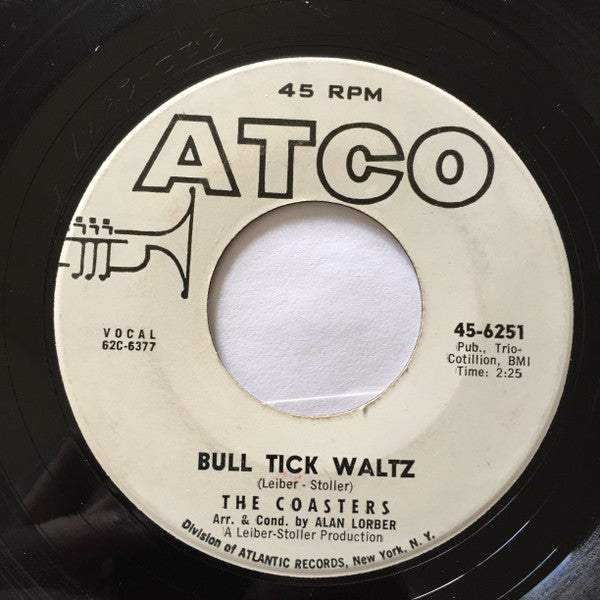 45 RPM
ATCO
VOCAL
62C-6377
45-6251
Pub., Trio-
Cotillion, BMI
Time: 2:25
BULL TICK WALTZ
(Leiber - Stoller)
THE COASTERS
Arr. & Cond. by ALAN LORBER
A Leiber-Stoller Production
Division of ATLANTIC RECORDS, New York, N. Y.